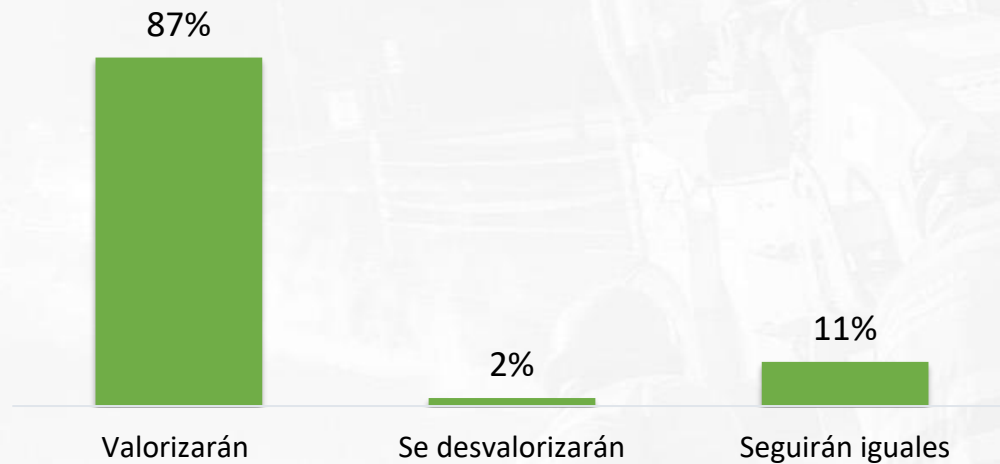 87%
2%
11%
Valorizarán
Se desvalorizarán
Seguirán iguales